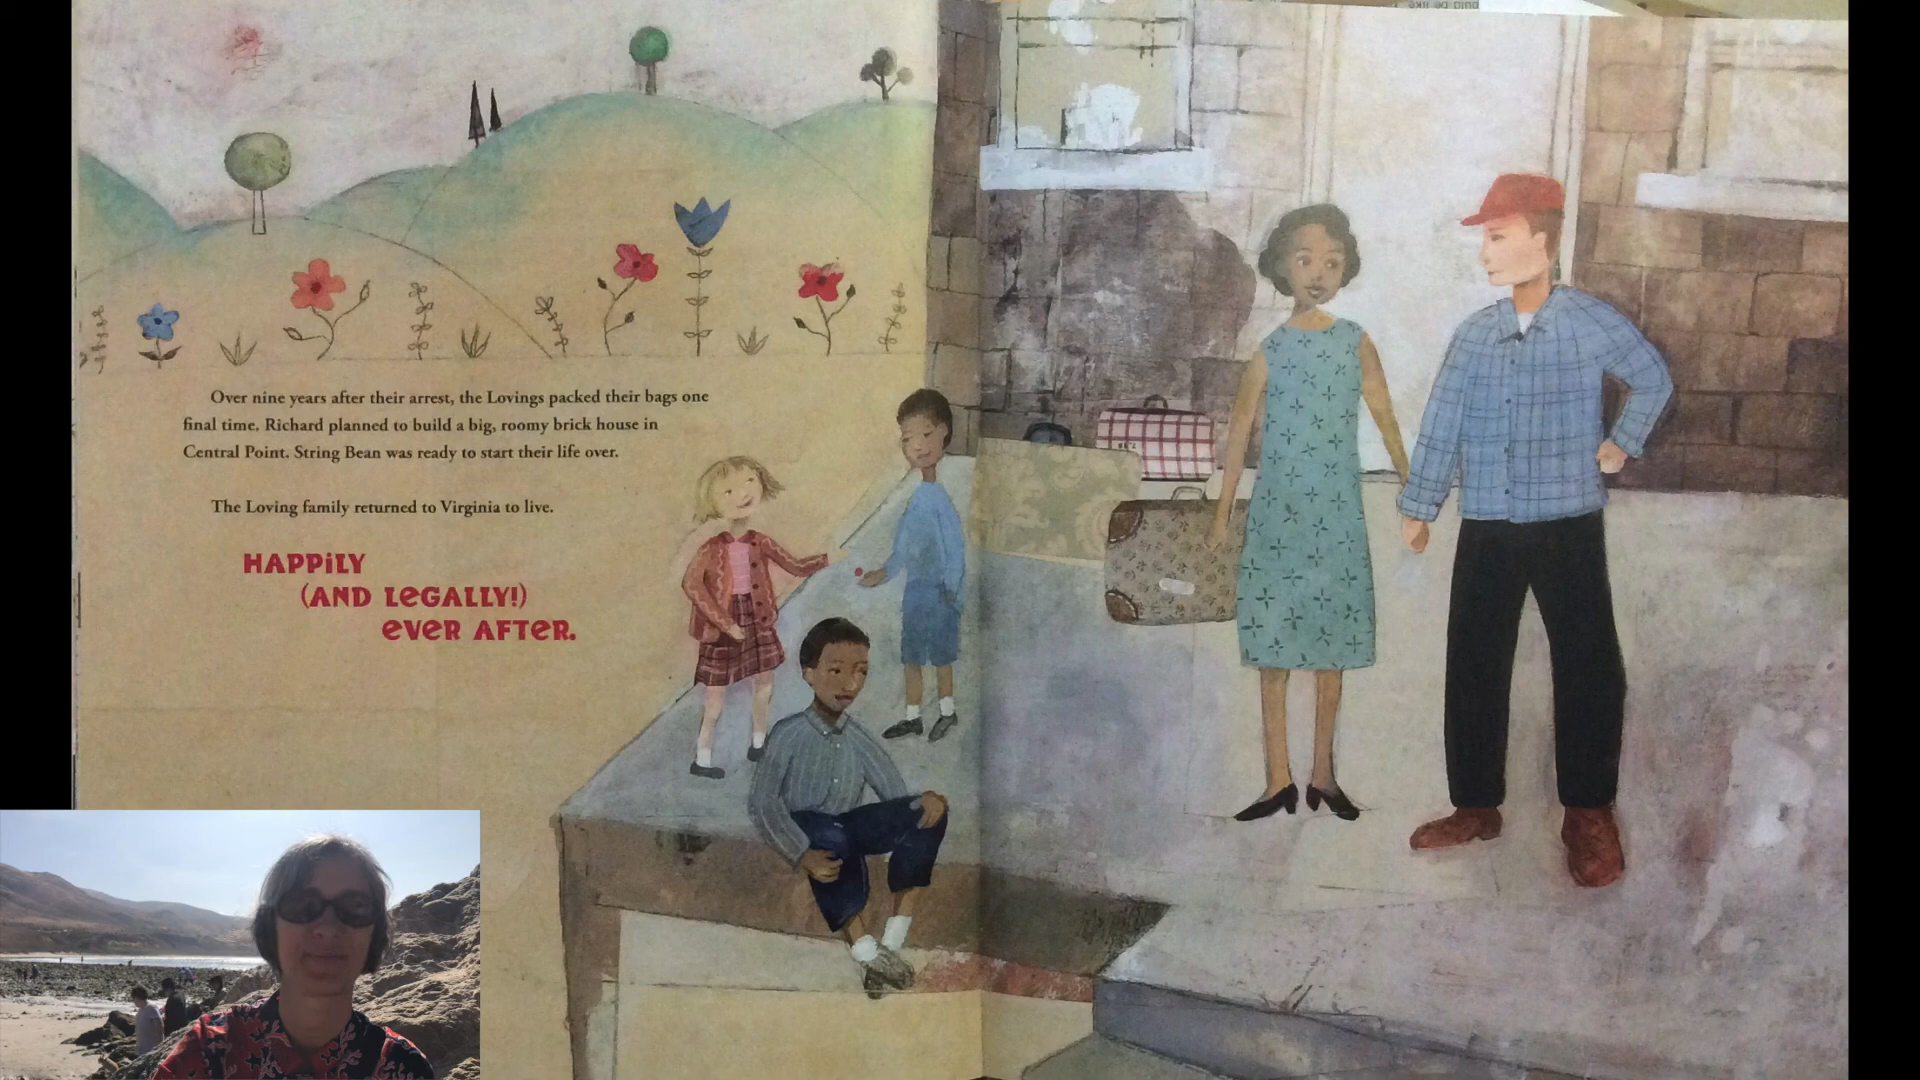 Over nine years after their arrest, the Lovings packed their bags one
final time. Richard planned to build a big, roomy brick house in
Central Point. String Bean was ready to start their life over.
The Loving family returned to Virginia to live.
HAPPiLY
(AND LEGALLY!)
EVER AFTER.